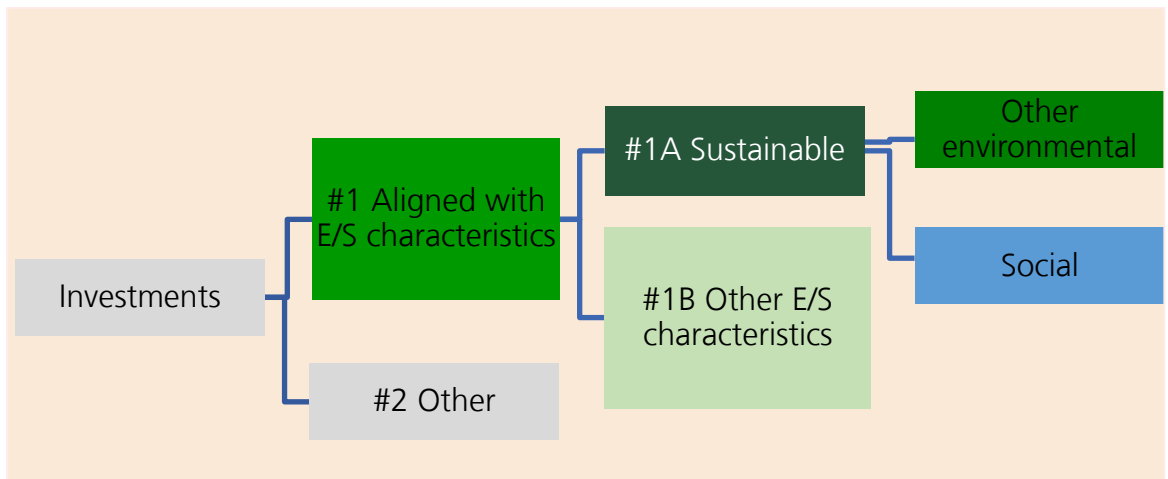 Investments
#1 Aligned with
E/S characteristics
#2 Other
#1A Sustainable
#1B Other E/S
characteristics
Other
environmental
Social